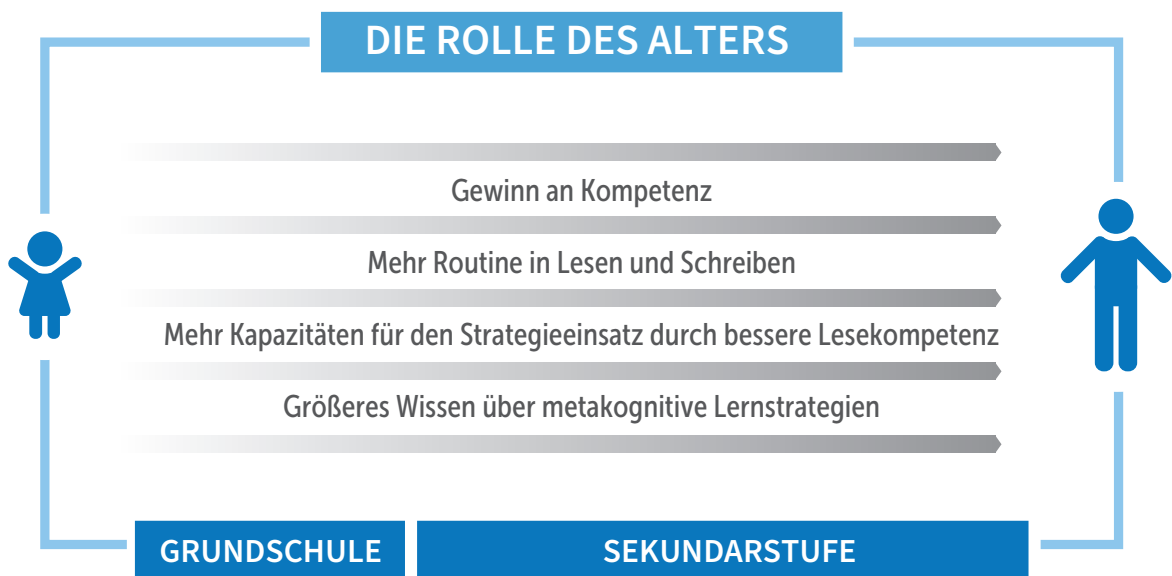 DIE ROLLE DES ALTERS
Gewinn an Kompetenz
Mehr Routine in Lesen und Schreiben
Mehr Kapazitäten für den Strategieeinsatz durch bessere Lesekompetenz
Größeres Wissen über metakognitive Lernstrategien
GRUNDSCHULE
SEKUNDARSTUFE